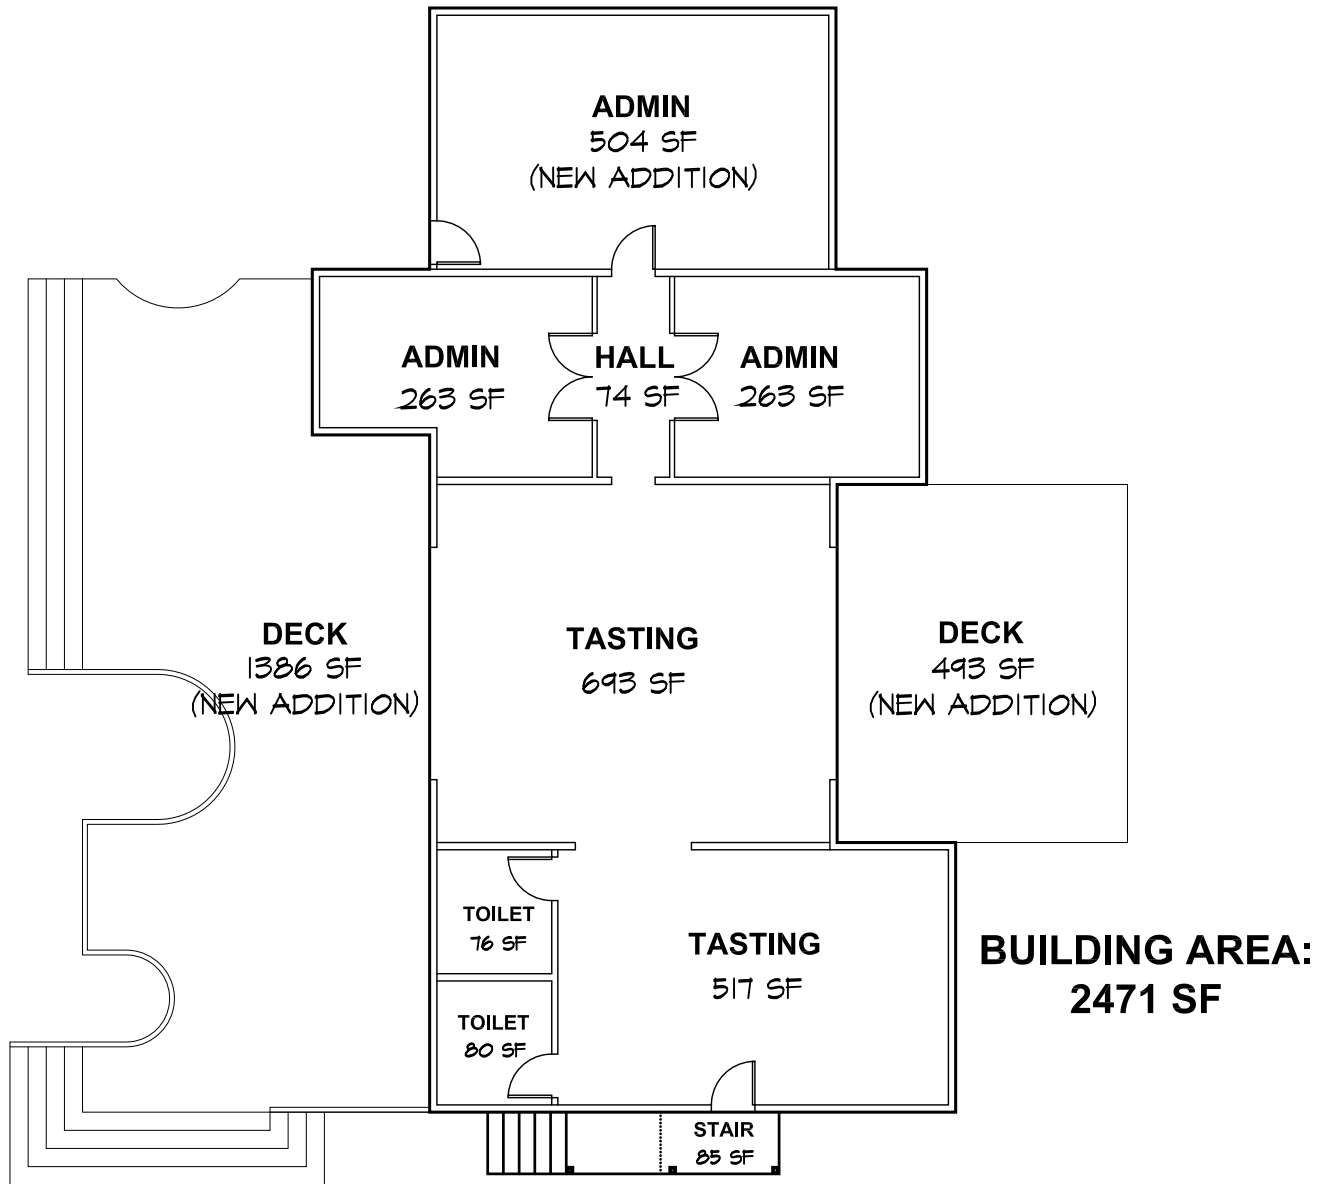 ADMIN
504 SF
(NEW ADDITION)
ADMIN
263 SF
HALL
74 SF
ADMIN
263 SF
DECK
1386 SF
(NEW ADDITION)
TASTING
693 SF
DECK
493 SF
(NEW ADDITION)
TOILET
76 SF
TASTING
517 SF
BUILDING AREA:
2471 SF
TOILET
80 SF
STAIR
85 SF